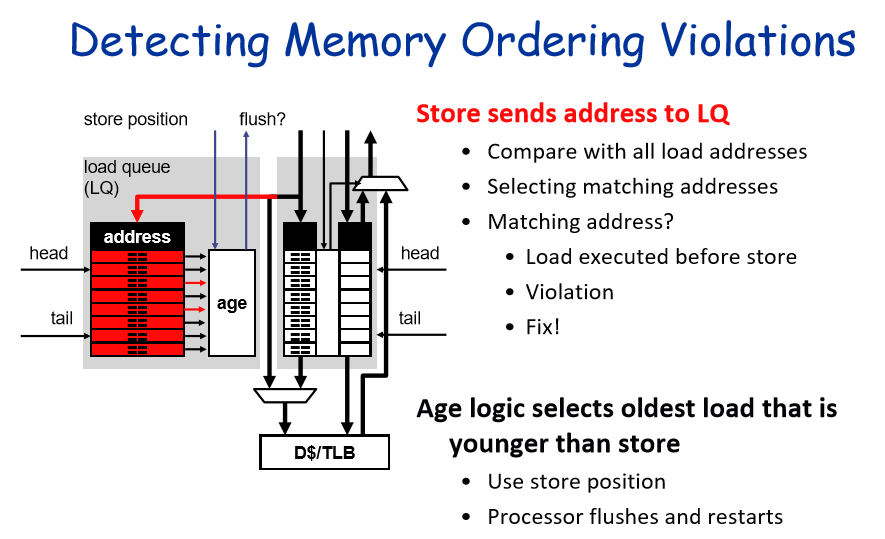 Detecting Memory Ordering Violations
store position
flush?
load queue
(LQ)
address
head
tail
age
head
tail
D$/TLB
Store sends address to LQ
• Compare with all load addresses
• Selecting matching addresses
• Matching address?
• Load executed before store
• Violation
• Fix!
Age logic selects oldest load that is
younger than store
• Use store position
• Processor flushes and restarts